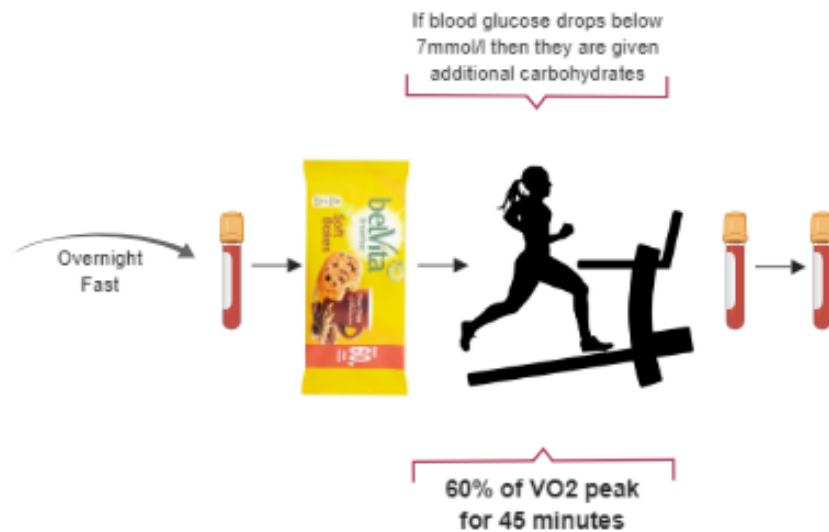 If blood glucose drops below
7mmol/l then they are given
additional carbohydrates
Overnight
Fast
belVita
Soft
Bakes
60% of VO2 peak
for 45 minutes